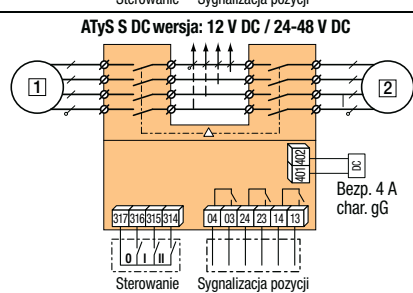 Sterowanie Sygnalizacja pozycji
ATyS S DC wersja: 12 V DC / 24-48 V DC
1
2
402
401
DC
Bezp. 4 A
char. gG
317 316 315 314
04 03 24 23 14 13
0 I II
Sterowanie Sygnalizacja pozycji